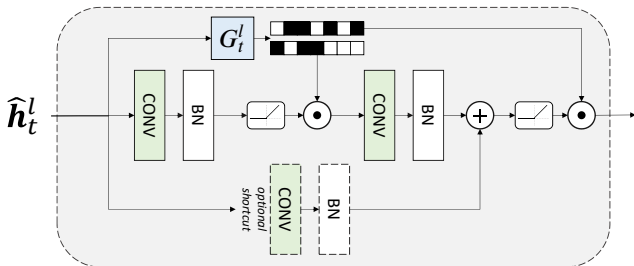 G_t^l
ĥ_t^l
CONV
BN
CONV
BN
optional
shortcut
CONV
BN